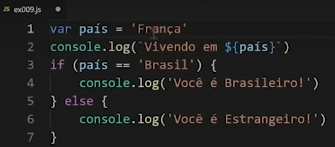 JS ex009.js
1 var país = 'França'
2 console.log(`Vivendo em ${país}`)
3 if (país == 'Brasil') {
4     console.log('Você é Brasileiro!')
5 } else {
6     console.log('Você é Estrangeiro!')
7 }